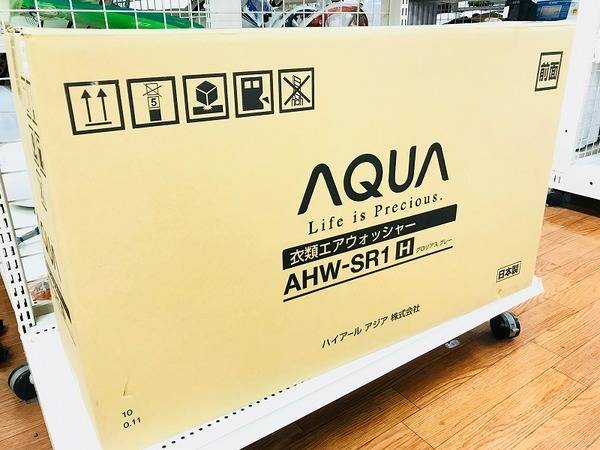 前面
5
AQUA
Life is Precious.
衣類エアウォッシャー
AHW-SR1 H グロリアス グレー
日本製
ハイアール アジア 株式会社
10
0.11